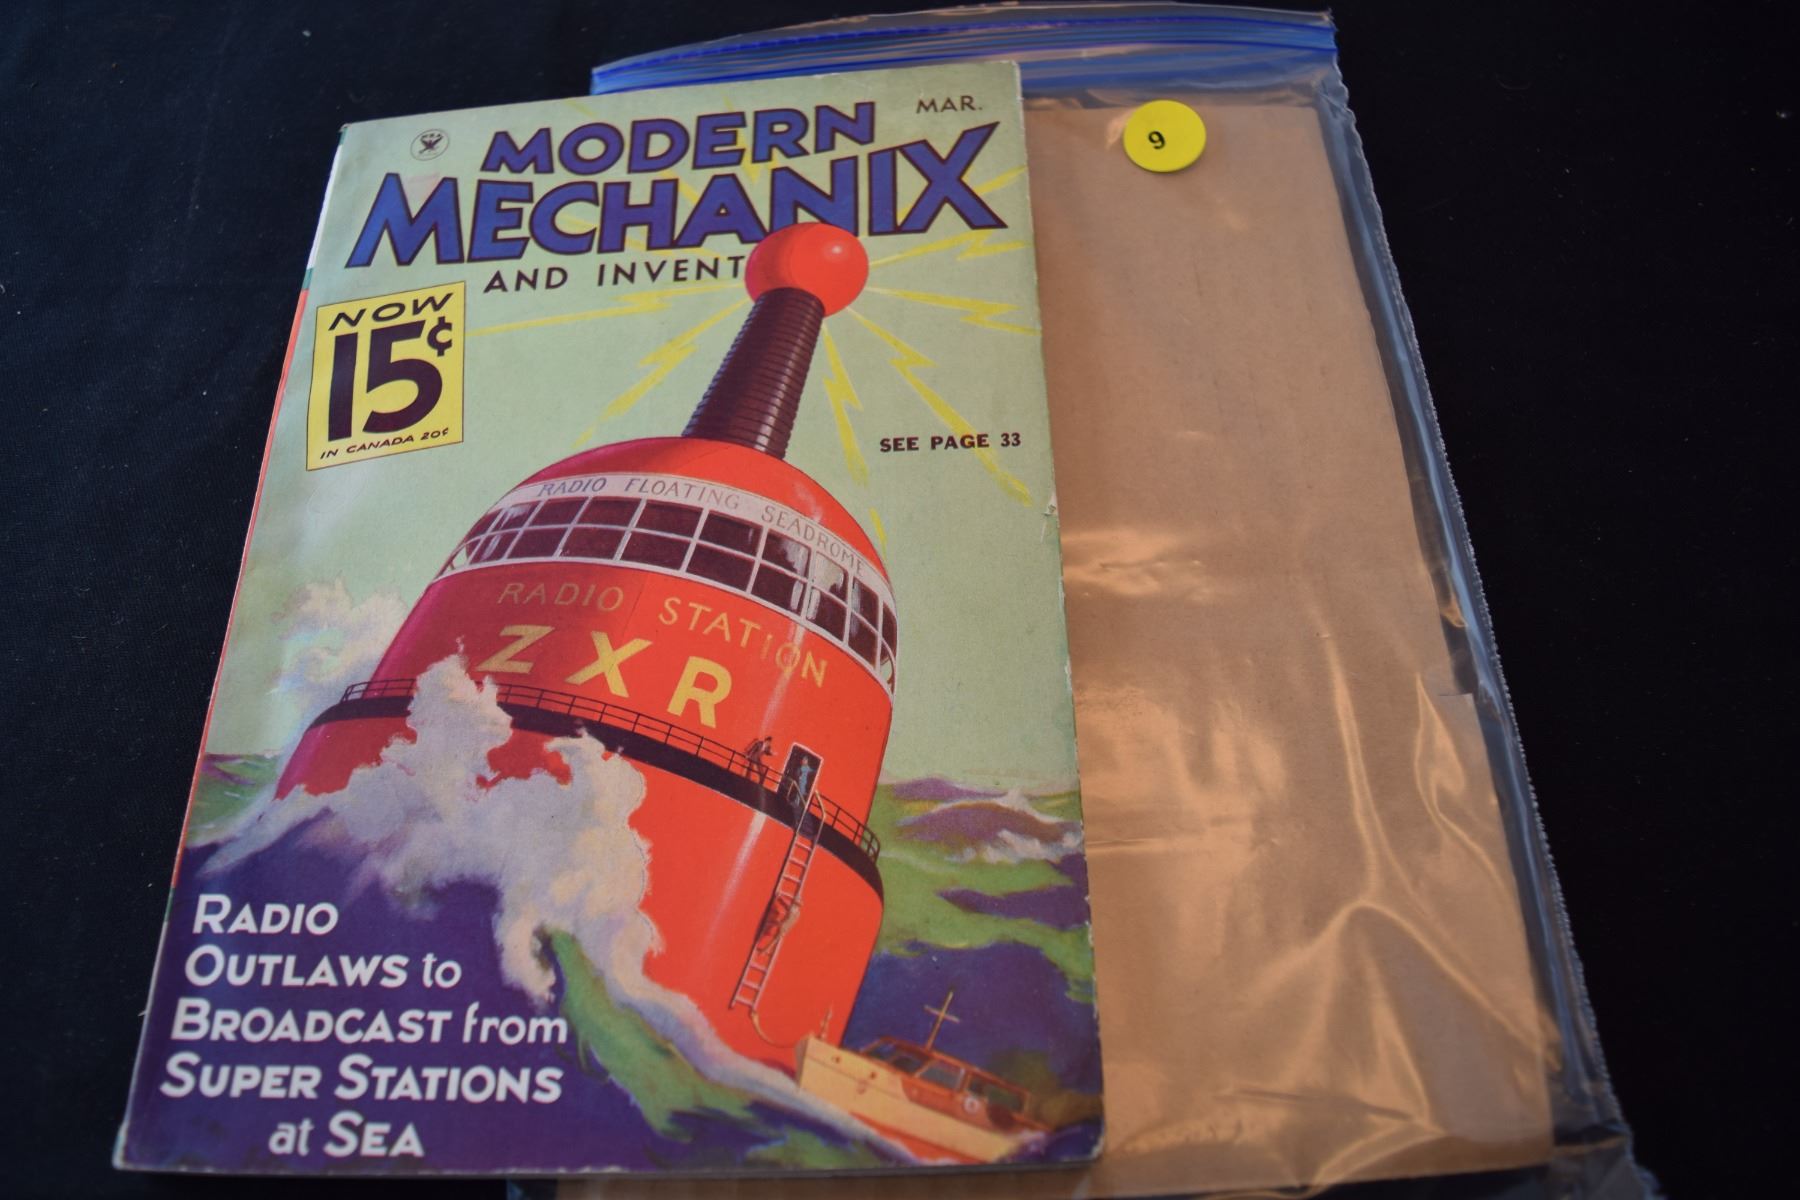 MAR.
MODERN
MECHANIX
AND INVENT
NOW
15¢
IN CANADA 20¢
SEE PAGE 33
RADIO FLOATING SEADROME
RADIO STATION
ZXR
RADIO
OUTLAWS to
BROADCAST from
SUPER STATIONS
at SEA
9